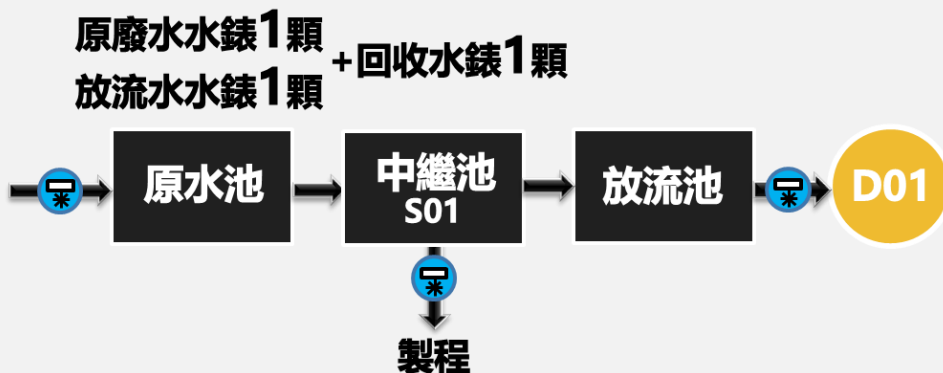 原廢水水錶1顆
放流水水錶1顆
+回收水錶1顆
原水池
中繼池
S01
放流池
D01
製程